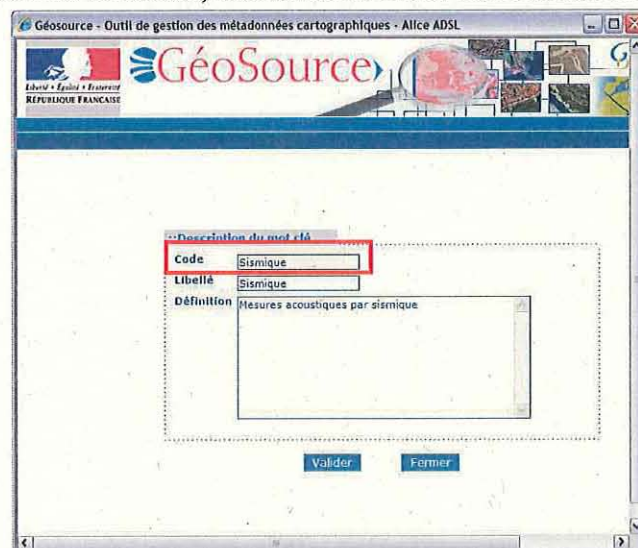 Géosource - Outil de gestion des métadonnées cartographiques - Alice ADSL
Liberté • Égalité • Fraternité
RÉPUBLIQUE FRANÇAISE
GéoSource
G
::Description du mot clé
Code Sismique
Libellé Sismique
Définition Mesures acoustiques par sismique
Valider Fermer